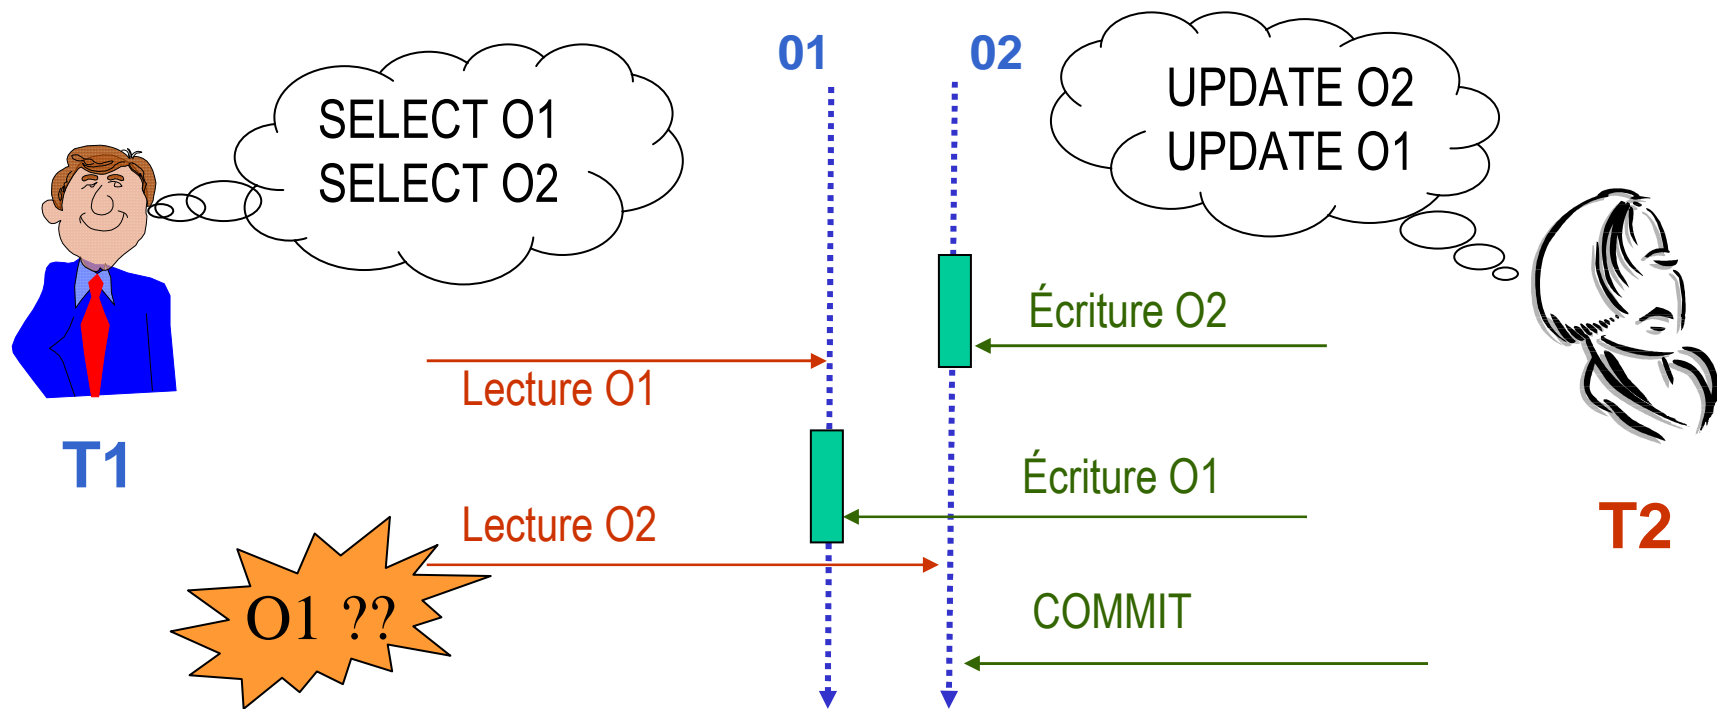 01
02
SELECT O1
SELECT O2
UPDATE O2
UPDATE O1
Écriture O2
Lecture O1
T1
Écriture O1
Lecture O2
T2
O1 ??
COMMIT